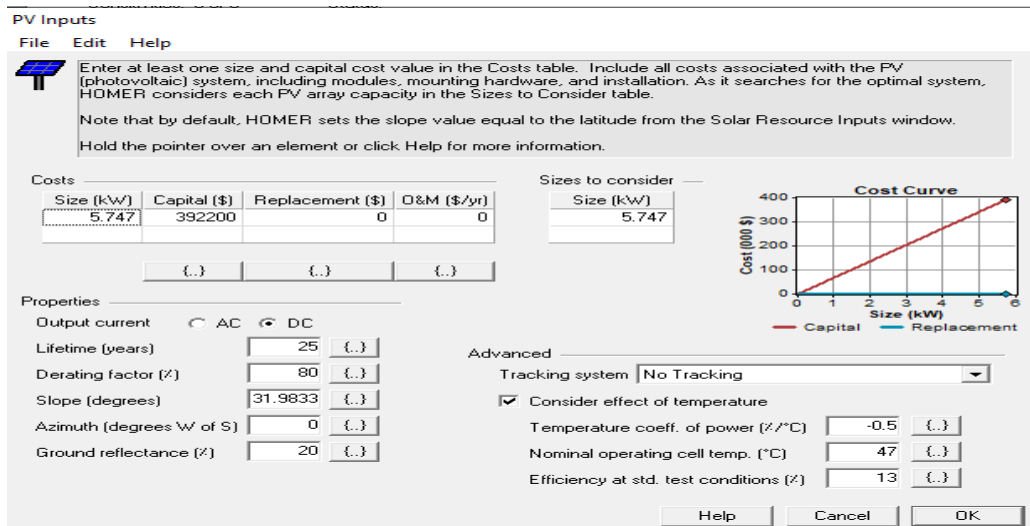 PV Inputs
File Edit Help
Enter at least one size and capital cost value in the Costs table. Include all costs associated with the PV
(photovoltaic) system, including modules, mounting hardware, and installation. As it searches for the optimal system,
HOMER considers each PV array capacity in the Sizes to Consider table.
Note that by default, HOMER sets the slope value equal to the latitude from the Solar Resource Inputs window.
Hold the pointer over an element or click Help for more information.
Costs
Size (kW) Capital ($) Replacement ($) O&M ($/yr)
5.747 392200 0 0
{..} {..} {..}
Sizes to consider
Size (kW)
5.747
Cost Curve
Cost (000 $)
400
300
200
100
0
0 1 2 3 4 5 6
Size (kW)
Capital Replacement
Properties
Output current AC DC
Lifetime (years) 25 {..}
Derating factor (%) 80 {..}
Slope (degrees) 31.9833 {..}
Azimuth (degrees W of S) 0 {..}
Ground reflectance (%) 20 {..}
Advanced
Tracking system No Tracking
Consider effect of temperature
Temperature coeff. of power (%/°C) -0.5 {..}
Nominal operating cell temp. (°C) 47 {..}
Efficiency at std. test conditions (%) 13 {..}
Help Cancel OK